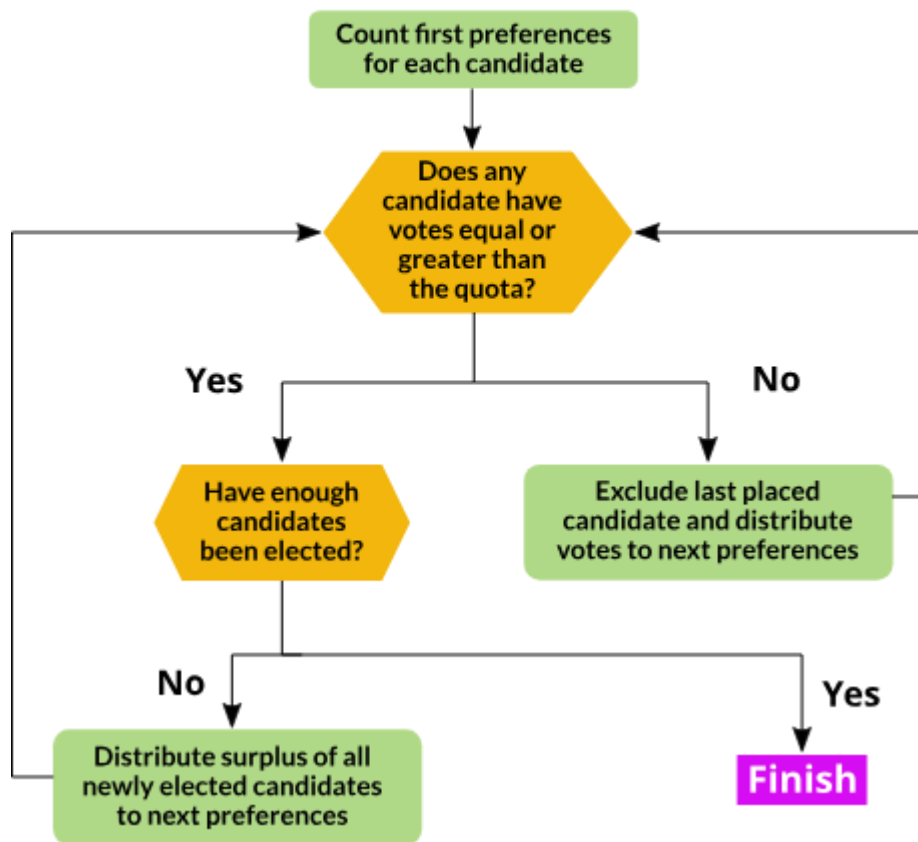 Count first preferences
for each candidate
Does any
candidate have
votes equal or
greater than
the quota?
Yes
No
Have enough
candidates
been elected?
Exclude last placed
candidate and distribute
votes to next preferences
No
Yes
Distribute surplus of all
newly elected candidates
to next preferences
Finish